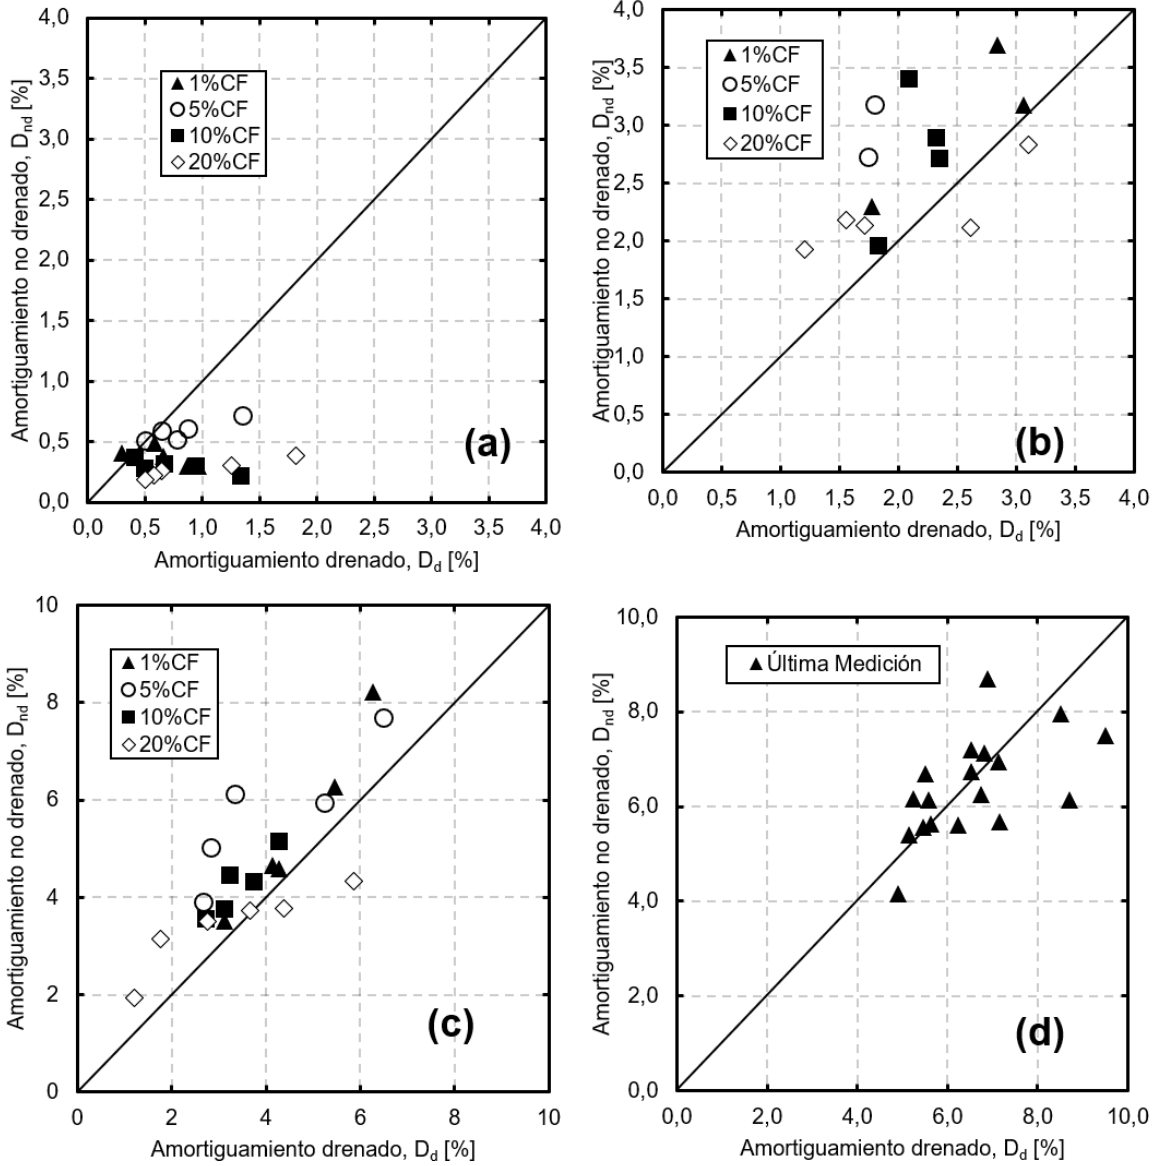 4,0
3,5
3,0
2,5
2,0
1,5
1,0
0,5
0,0
Amortiguamiento no drenado, Dnd [%]
▲1%CF
○5%CF
■10%CF
◇20%CF
(a)
0,0 0,5 1,0 1,5 2,0 2,5 3,0 3,5 4,0
Amortiguamiento drenado, Dd [%]
4,0
3,5
3,0
2,5
2,0
1,5
1,0
0,5
0,0
Amortiguamiento no drenado, Dnd [%]
▲1%CF
○5%CF
■10%CF
◇20%CF
(b)
0,0 0,5 1,0 1,5 2,0 2,5 3,0 3,5 4,0
Amortiguamiento drenado, Dd [%]
10
8
6
4
2
0
Amortiguamiento no drenado, Dnd [%]
▲1%CF
○5%CF
■10%CF
◇20%CF
(c)
0 2 4 6 8 10
Amortiguamiento drenado, Dd [%]
10,0
8,0
6,0
4,0
2,0
0,0
Amortiguamiento no drenado, Dnd [%]
▲Última Medición
(d)
0,0 2,0 4,0 6,0 8,0 10,0
Amortiguamiento drenado, Dd [%]